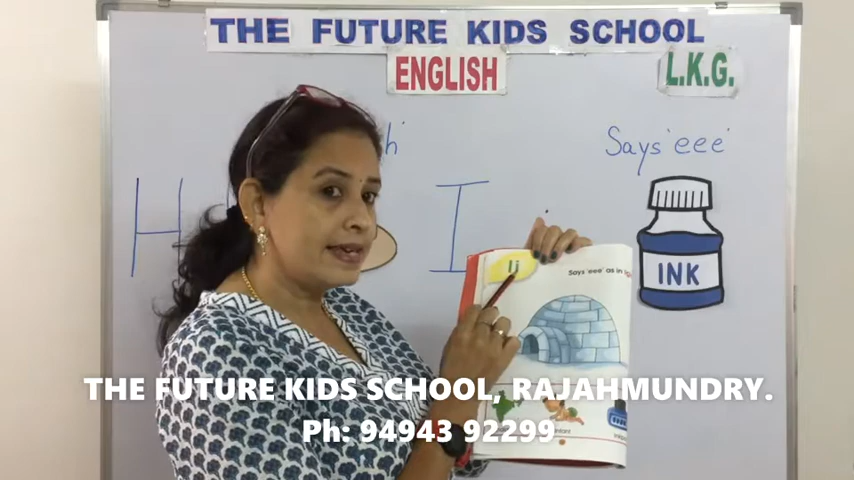 THE FUTURE KIDS SCHOOL
ENGLISH
L.K.G.
h'
Says 'eee'
H
I
Ii
Says 'eee' as in
INK
THE FUTURE KIDS SCHOOL, RAJAHMUNDRY.
Ph: 94943 92299